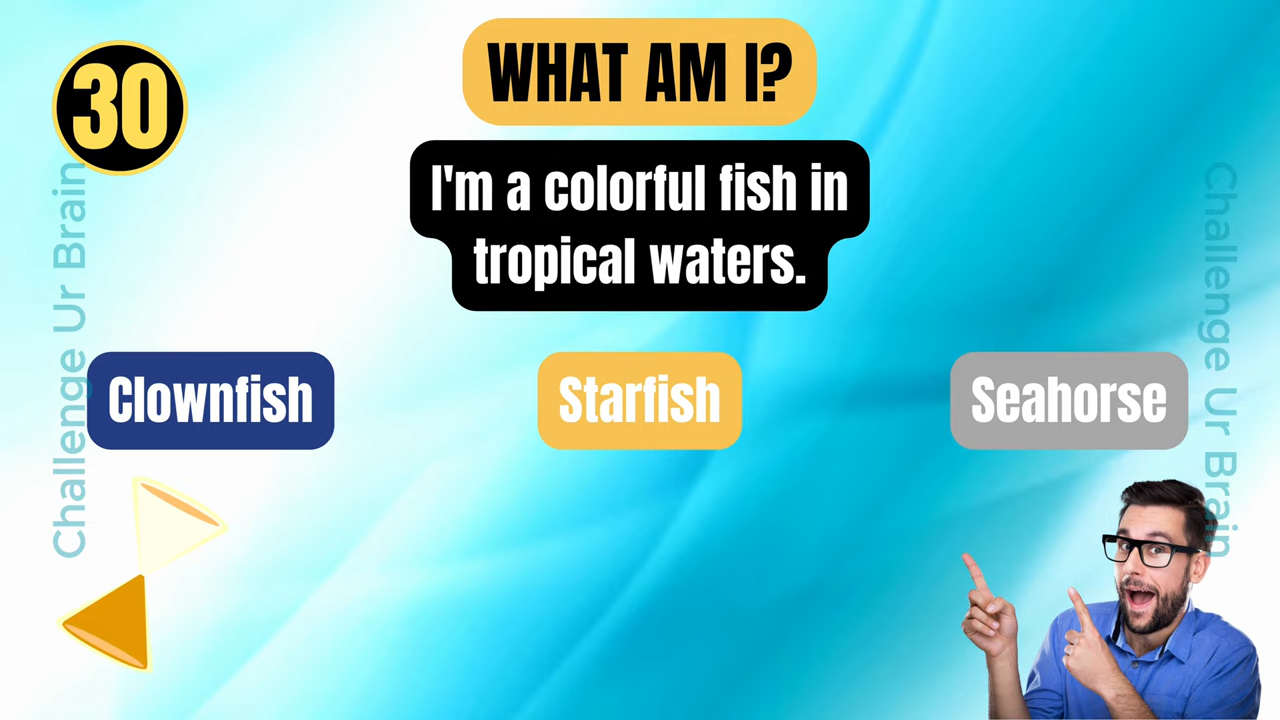 30
WHAT AM I?
I'm a colorful fish in
tropical waters.
Clownfish
Starfish
Seahorse
Challenge Ur Brain
Challenge Ur Brain